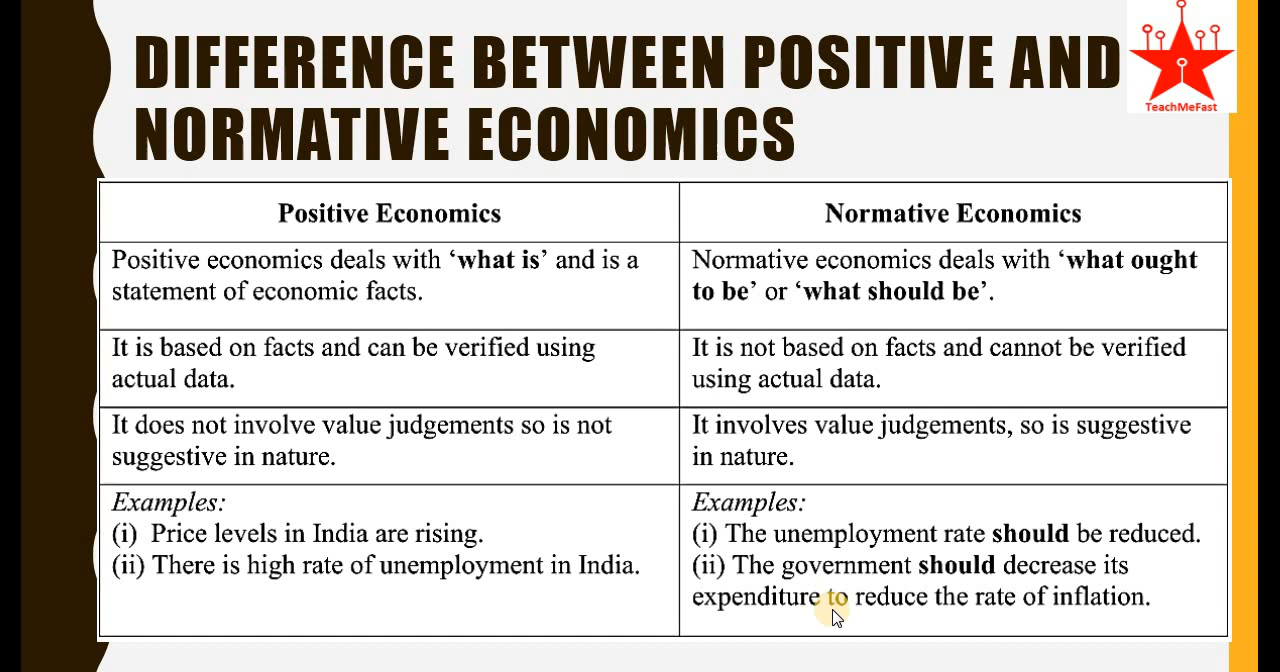 DIFFERENCE BETWEEN POSITIVE AND
NORMATIVE ECONOMICS
TeachMeFast
Positive Economics
Normative Economics
Positive economics deals with ‘what is’ and is a
statement of economic facts.
Normative economics deals with ‘what ought
to be’ or ‘what should be’.
It is based on facts and can be verified using
actual data.
It is not based on facts and cannot be verified
using actual data.
It does not involve value judgements so is not
suggestive in nature.
It involves value judgements, so is suggestive
in nature.
Examples:
(i) Price levels in India are rising.
(ii) There is high rate of unemployment in India.
Examples:
(i) The unemployment rate should be reduced.
(ii) The government should decrease its
expenditure to reduce the rate of inflation.